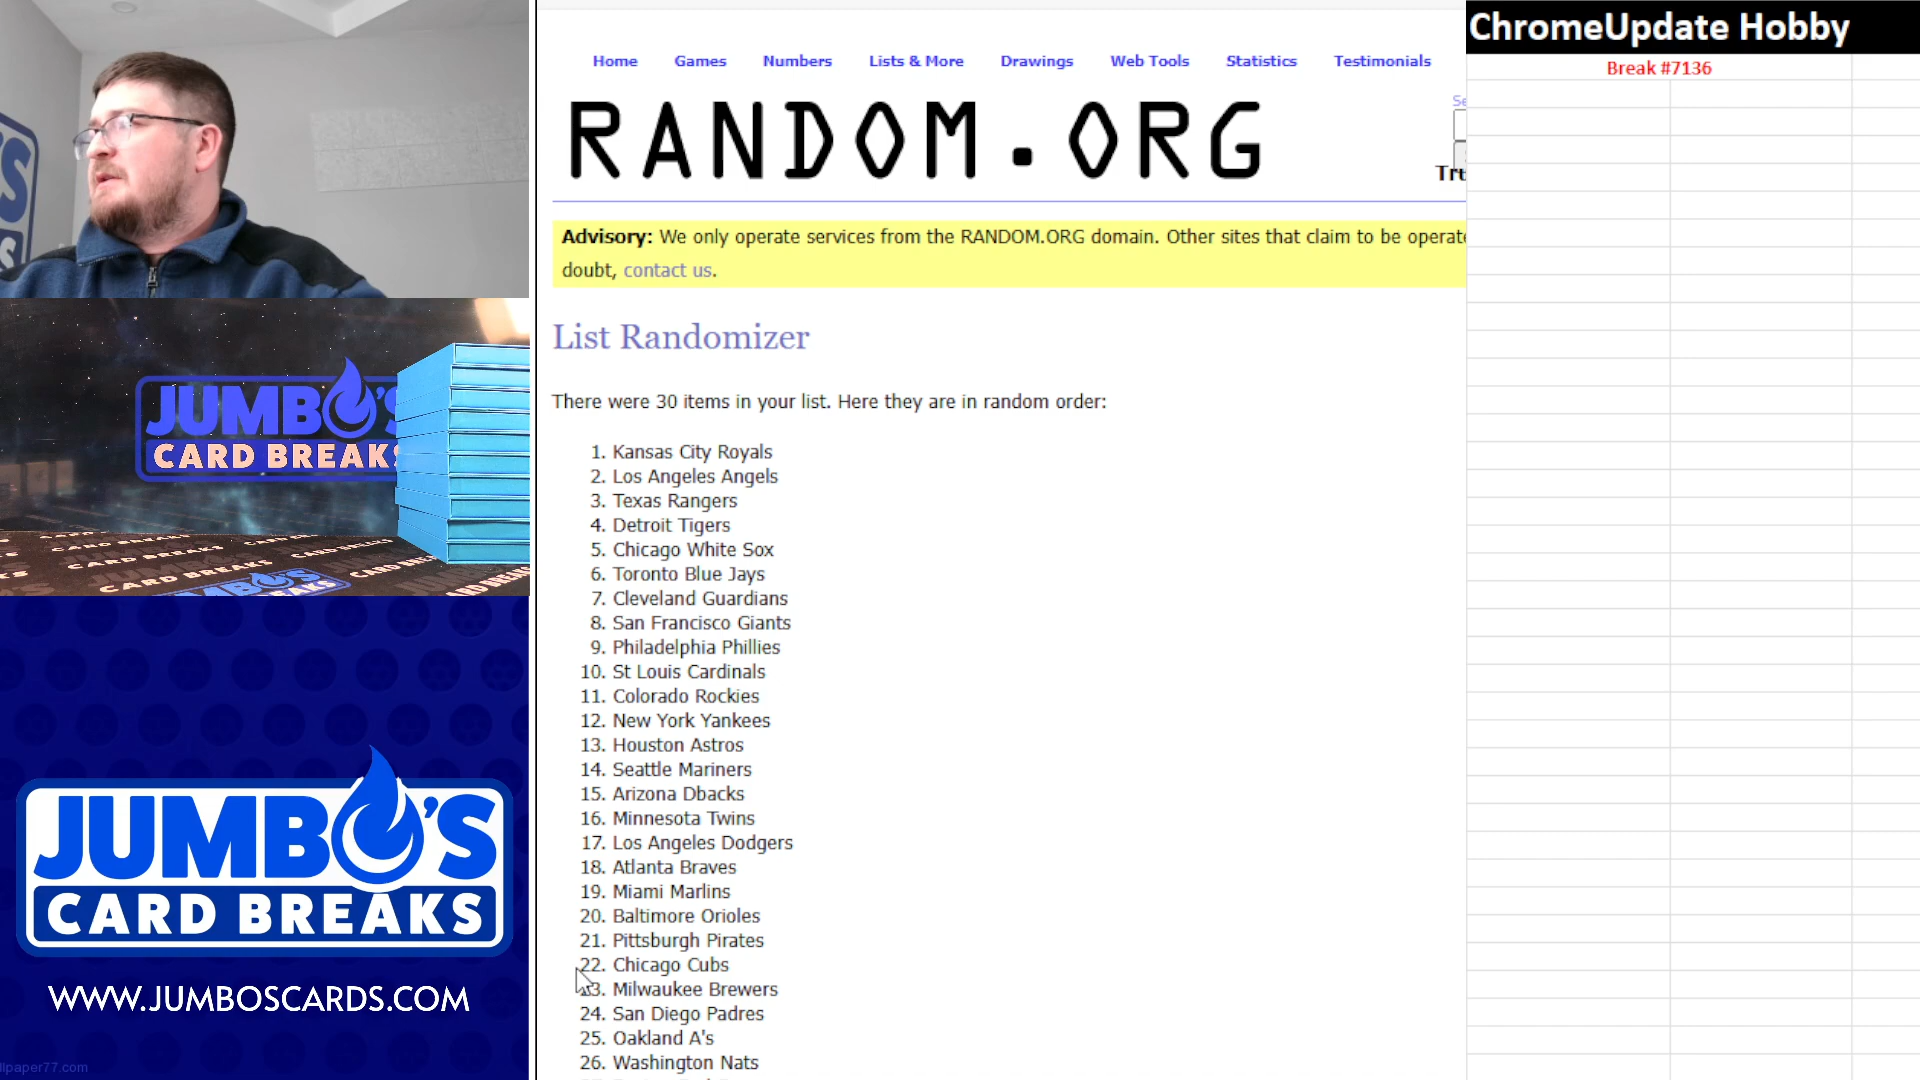 ChromeUpdate Hobby
Break #7136
Home Games Numbers Lists & More Drawings Web Tools Statistics Testimonials
RANDOM.ORG
Advisory: We only operate services from the RANDOM.ORG domain. Other sites that claim to be
doubt, contact us.
List Randomizer
There were 30 items in your list. Here they are in random order:
1. Kansas City Royals
2. Los Angeles Angels
3. Texas Rangers
4. Detroit Tigers
5. Chicago White Sox
6. Toronto Blue Jays
7. Cleveland Guardians
8. San Francisco Giants
9. Philadelphia Phillies
10. St Louis Cardinals
11. Colorado Rockies
12. New York Yankees
13. Houston Astros
14. Seattle Mariners
15. Arizona Dbacks
16. Minnesota Twins
17. Los Angeles Dodgers
18. Atlanta Braves
19. Miami Marlins
20. Baltimore Orioles
21. Pittsburgh Pirates
22. Chicago Cubs
23. Milwaukee Brewers
24. San Diego Padres
25. Oakland A's
26. Washington Nats
JUMBO'S
CARD BREAKS
JUMBO'S
CARD BREAKS
WWW.JUMBOSCARDS.COM